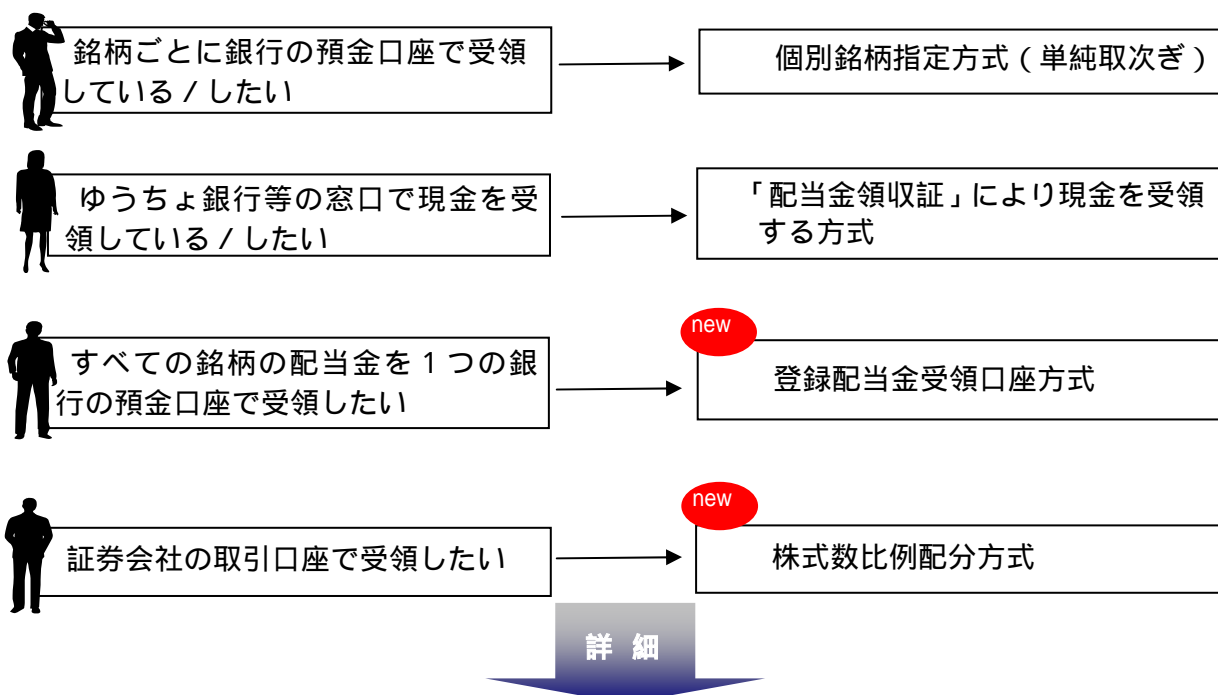 銘柄ごとに銀行の預金口座で受領
している / したい
個別銘柄指定方式 ( 単純取次ぎ )
ゆうちょ銀行等の窓口で現金を受
領している / したい
「配当金領収証」により現金を受領
する方式
すべての銘柄の配当金を 1 つの銀
行の預金口座で受領したい
new
登録配当金受領口座方式
証券会社の取引口座で受領したい
new
株式数比例配分方式
詳 細